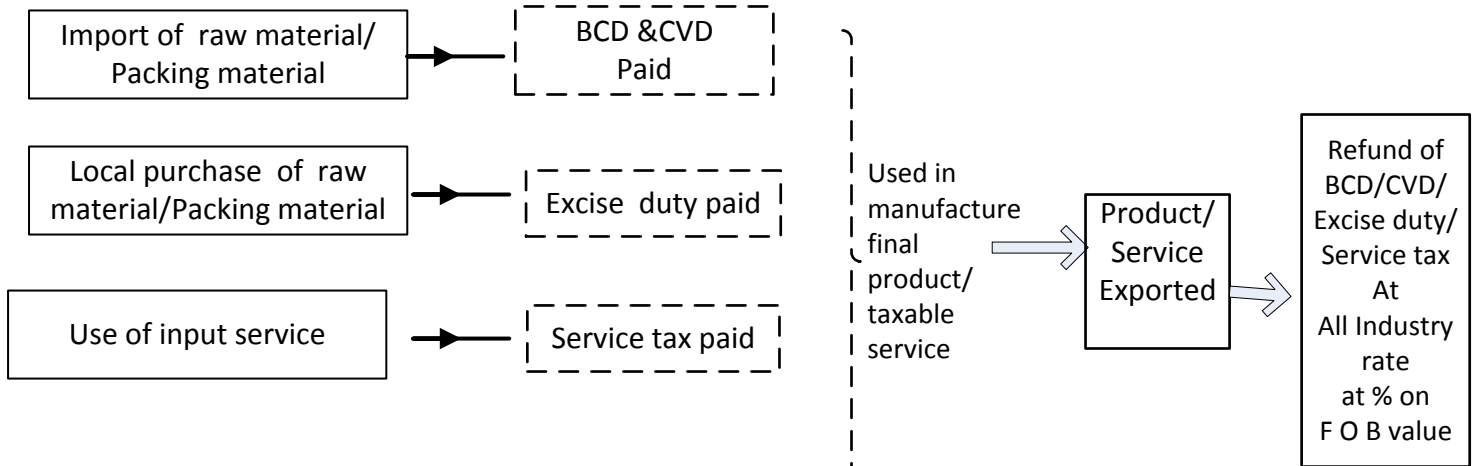 Import of raw material/
Packing material
BCD &CVD
Paid
Local purchase of raw
material/Packing material
Excise duty paid
Use of input service
Service tax paid
Used in
manufacture
final
product/
taxable
service
Product/
Service
Exported
Refund of
BCD/CVD/
Excise duty/
Service tax
At
All Industry
rate
at % on
F O B value